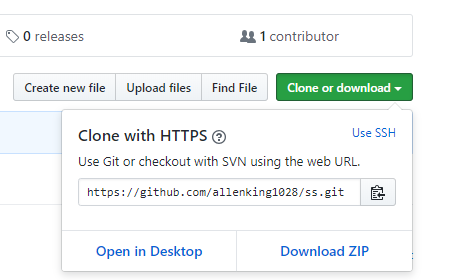 0 releases
1 contributor
Create new file
Upload files
Find File
Clone or download
Clone with HTTPS ?
Use SSH
Use Git or checkout with SVN using the web URL.
https://github.com/allenking1028/ss.git
Open in Desktop
Download ZIP